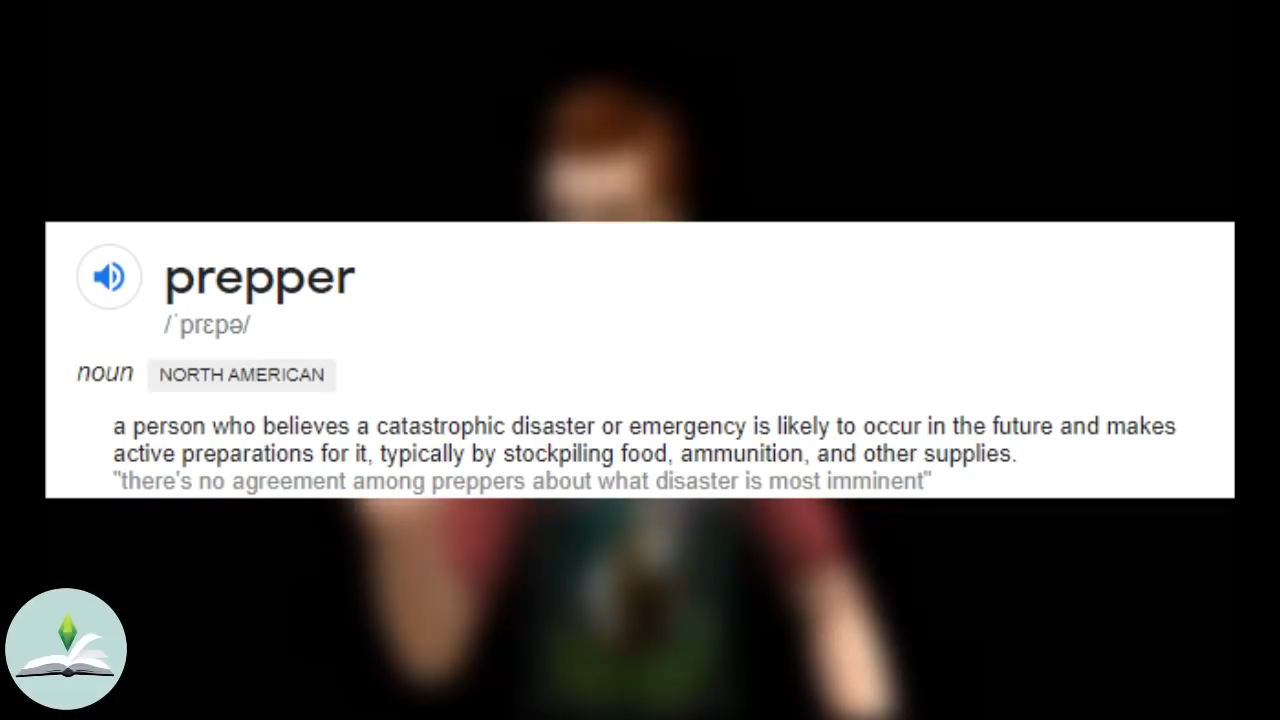 prepper
/ˈprɛpə/
noun NORTH AMERICAN
a person who believes a catastrophic disaster or emergency is likely to occur in the future and makes
active preparations for it, typically by stockpiling food, ammunition, and other supplies.
"there's no agreement among preppers about what disaster is most imminent"